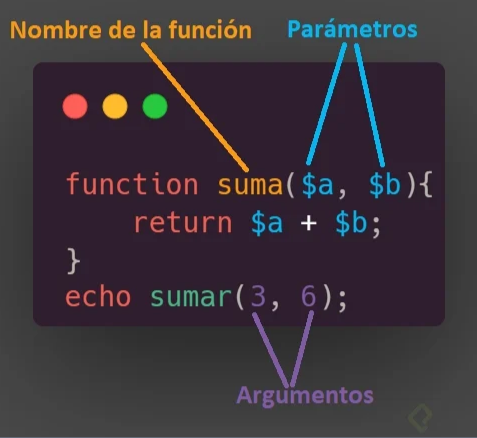 Nombre de la función Parámetros
function suma($a, $b){
return $a + $b;
}
echo sumar(3, 6);
Argumentos